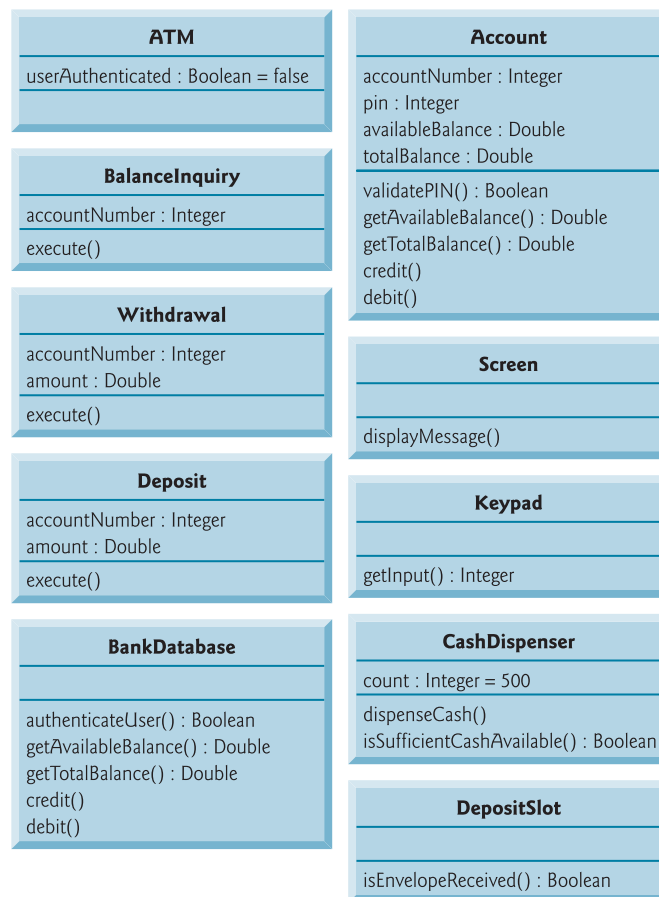 ATM
userAuthenticated : Boolean = false
BalanceInquiry
accountNumber : Integer
execute()
Withdrawal
accountNumber : Integer
amount : Double
execute()
Deposit
accountNumber : Integer
amount : Double
execute()
BankDatabase
authenticateUser() : Boolean
getAvailableBalance() : Double
getTotalBalance() : Double
credit()
debit()
Account
accountNumber : Integer
pin : Integer
availableBalance : Double
totalBalance : Double
validatePIN() : Boolean
getAvailableBalance() : Double
getTotalBalance() : Double
credit()
debit()
Screen
displayMessage()
Keypad
getInput() : Integer
CashDispenser
count : Integer = 500
dispenseCash()
isSufficientCashAvailable() : Boolean
DepositSlot
isEnvelopeReceived() : Boolean